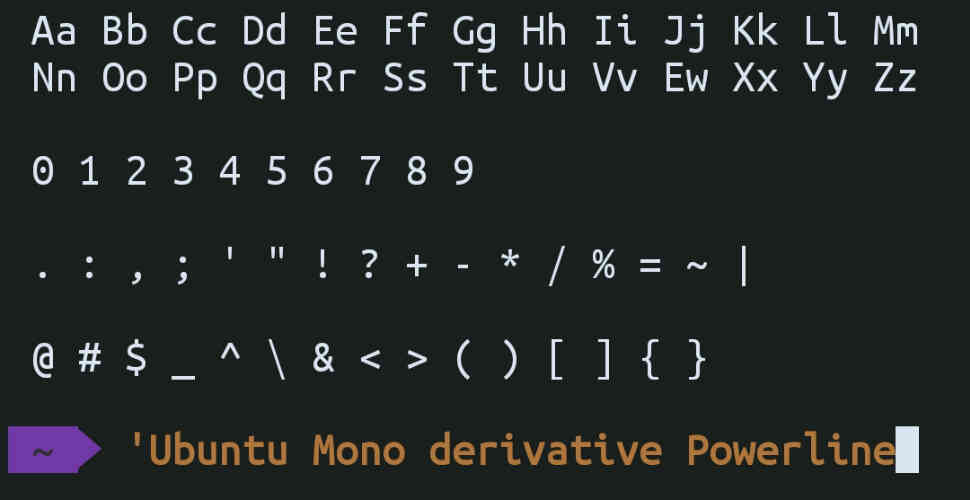 Aa Bb Cc Dd Ee Ff Gg Hh Ii Jj Kk Ll Mm
Nn Oo Pp Qq Rr Ss Tt Uu Vv Ew Xx Yy Zz
0 1 2 3 4 5 6 7 8 9
. : , ; ' " ! ? + - * / % = ~ |
@ # $ _ ^ \ & < > ( ) [ ] { }
~ 'Ubuntu Mono derivative Powerline